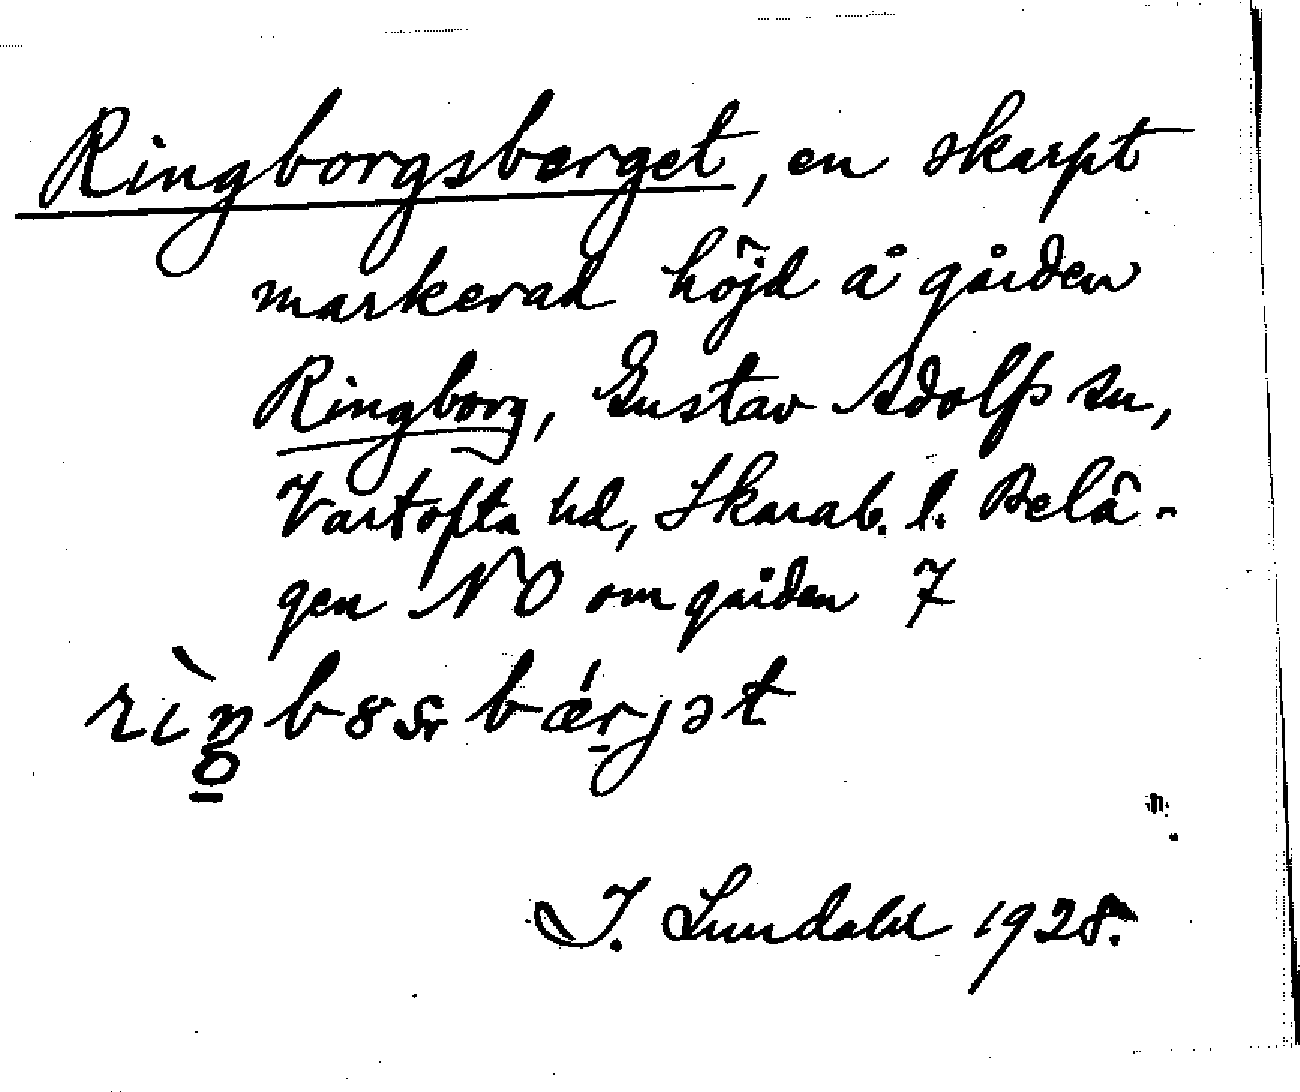 Ringborgsberget, en skarpt
markerad höjd å gården
Ringborg, Gustav Adolfs sn,
Vartofta hd, Skarab. l. Belä-
gen NO om gården 7
I. Lundahl 1928.